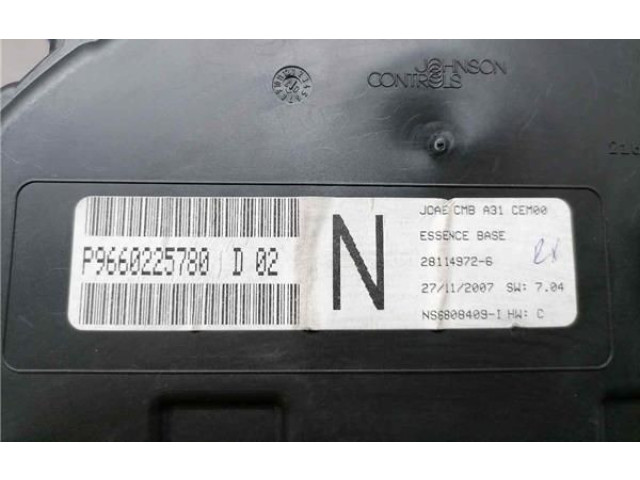 JOHNSON
CONTROLS
P9660225780 D 02
N
JCAE CMB A31 CEM00
ESSENCE BASE
28114972-6
27/11/2007 SW: 7.04
NS6808409-I HW: C